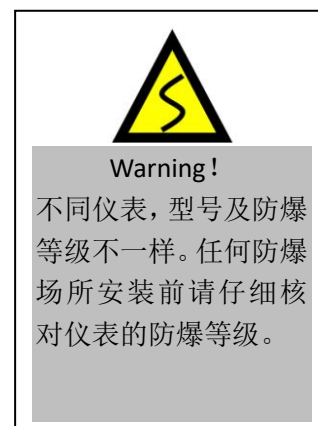 Warning！
不同仪表，型号及防爆
等级不一样。任何防爆
场所安装前请仔细核
对仪表的防爆等级。